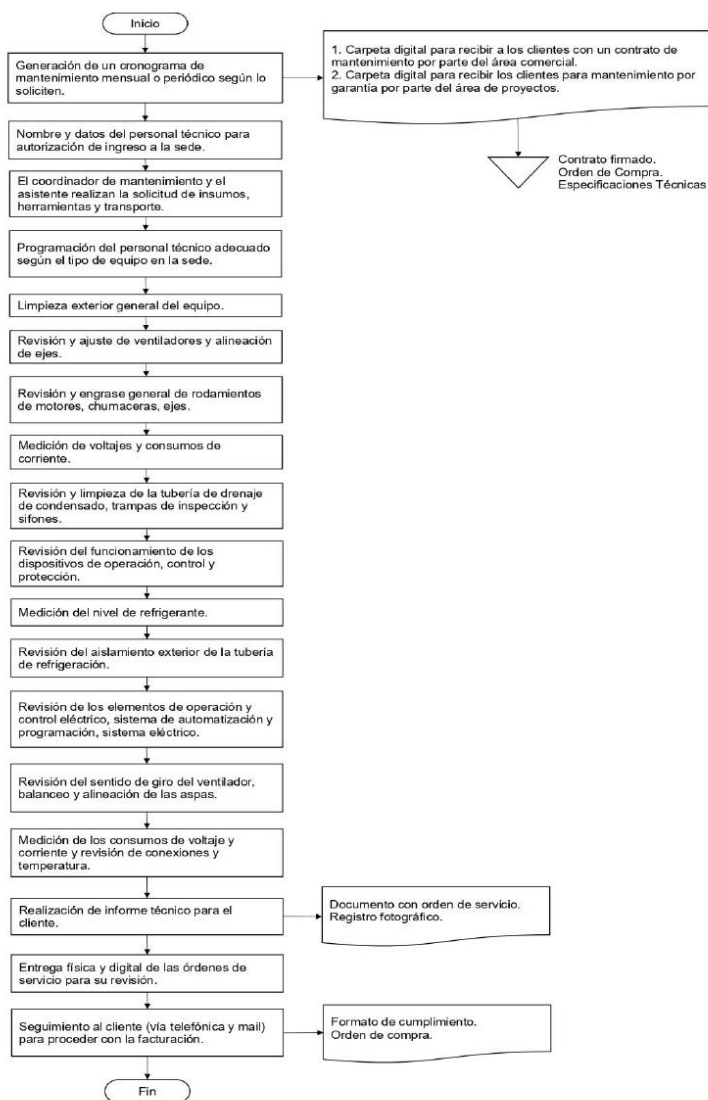 Inicio
Generación de un cronograma de
mantenimiento mensual o periódico según lo
soliciten.
1. Carpeta digital para recibir a los clientes con un contrato de
mantenimiento por parte del área comercial.
2. Carpeta digital para recibir los clientes para mantenimiento por
garantía por parte del área de proyectos.
Contrato firmado.
Orden de Compra.
Especificaciones Técnicas
Nombre y datos del personal técnico para
autorización de ingreso a la sede.
El coordinador de mantenimiento y el
asistente realizan la solicitud de insumos,
herramientas y transporte.
Programación del personal técnico adecuado
según el tipo de equipo en la sede.
Limpieza exterior general del equipo.
Revisión y ajuste de ventiladores y alineación
de ejes.
Revisión y engrase general de rodamientos
de motores, chumaceras, ejes.
Medición de voltajes y consumos de
corriente.
Revisión y limpieza de la tubería de drenaje
de condensado, trampas de inspección y
sifones.
Revisión del funcionamiento de los
dispositivos de operación, control y
protección.
Medición del nivel de refrigerante.
Revisión del aislamiento exterior de la tubería
de refrigeración.
Revisión de los elementos de operación y
control eléctrico, sistema de automatización y
programación, sistema eléctrico.
Revisión del sentido de giro del ventilador,
balanceo y alineación de las aspas.
Medición de los consumos de voltaje y
corriente y revisión de conexiones y
temperatura.
Realización de informe técnico para el
cliente.
Documento con orden de servicio.
Registro fotográfico.
Entrega física y digital de las órdenes de
servicio para su revisión.
Seguimiento al cliente (vía telefónica y mail)
para proceder con la facturación.
Formato de cumplimiento.
Orden de compra.
Fin